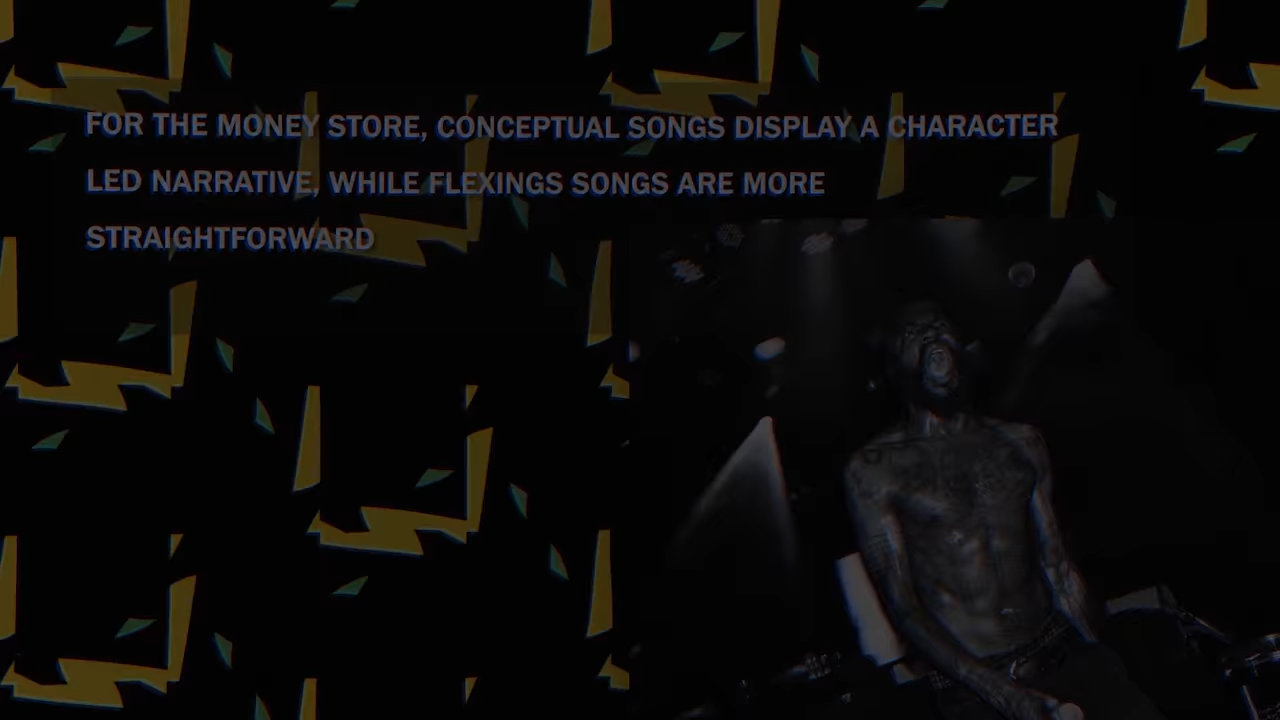 FOR THE MONEY STORE, CONCEPTUAL SONGS DISPLAY A CHARACTER
LED NARRATIVE, WHILE FLEXINGS SONGS ARE MORE
STRAIGHTFORWARD